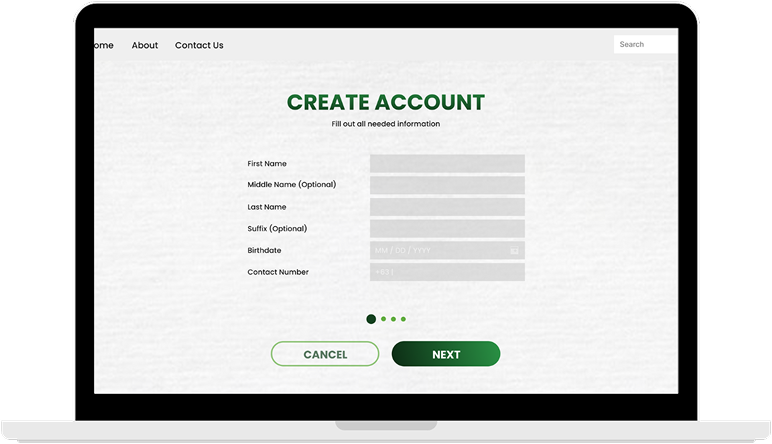 ome About Contact Us Search
CREATE ACCOUNT
Fill out all needed information
First Name
Middle Name (Optional)
Last Name
Suffix (Optional)
Birthdate MM / DD / YYYY
Contact Number +63 |
CANCEL NEXT